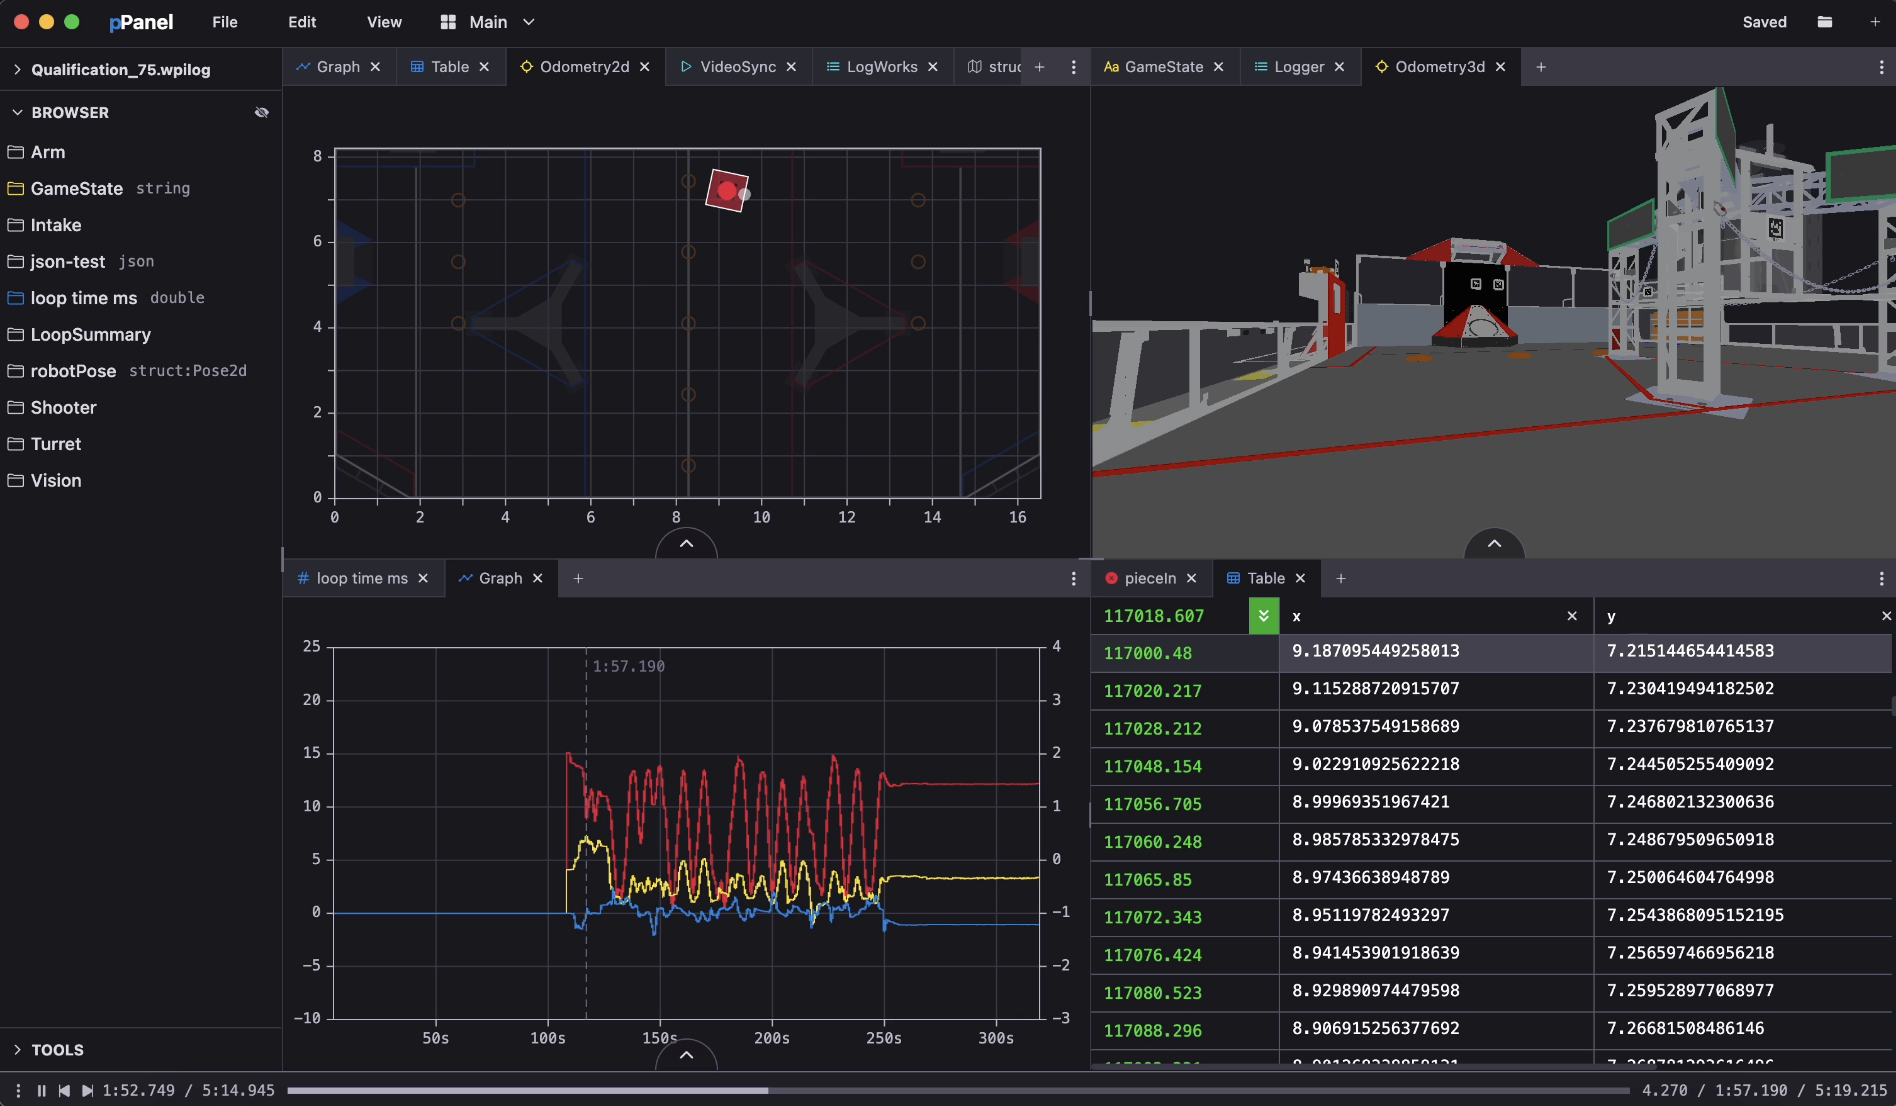 pPanel File Edit View Main Saved +
Qualification_75.wpilog
BROWSER
Arm
GameState string
Intake
json-test json
loop time ms double
LoopSummary
robotPose struct:Pose2d
Shooter
Turret
Vision
TOOLS
Graph Table Odometry2d VideoSync LogWorks struc +
8
6
4
2
0
0 2 4 6 8 10 12 14 16
Aa GameState Logger Odometry3d +
# loop time ms Graph +
1:57.190
25 20 15 10 5 0 −5 −10
4 3 2 1 0 −1 −2 −3
50s 100s 150s 200s 250s 300s
pieceIn Table +
117018.607 x y
117000.48 9.187095449258013 7.215144654414583
117020.217 9.115288720915707 7.230419494182502
117028.212 9.078537549158689 7.237679810765137
117048.154 9.022910925622218 7.244505255409092
117056.705 8.99969351967421 7.246802132300636
117060.248 8.985785332978475 7.248679509650918
117065.85 8.97436638948789 7.250064604764998
117072.343 8.95119782493297 7.2543868095152195
117076.424 8.941453901918639 7.256597466956218
117080.523 8.929890974479598 7.259528977068977
117088.296 8.906915256377692 7.26681508486146
1:52.749 / 5:14.945
4.270 / 1:57.190 / 5:19.215